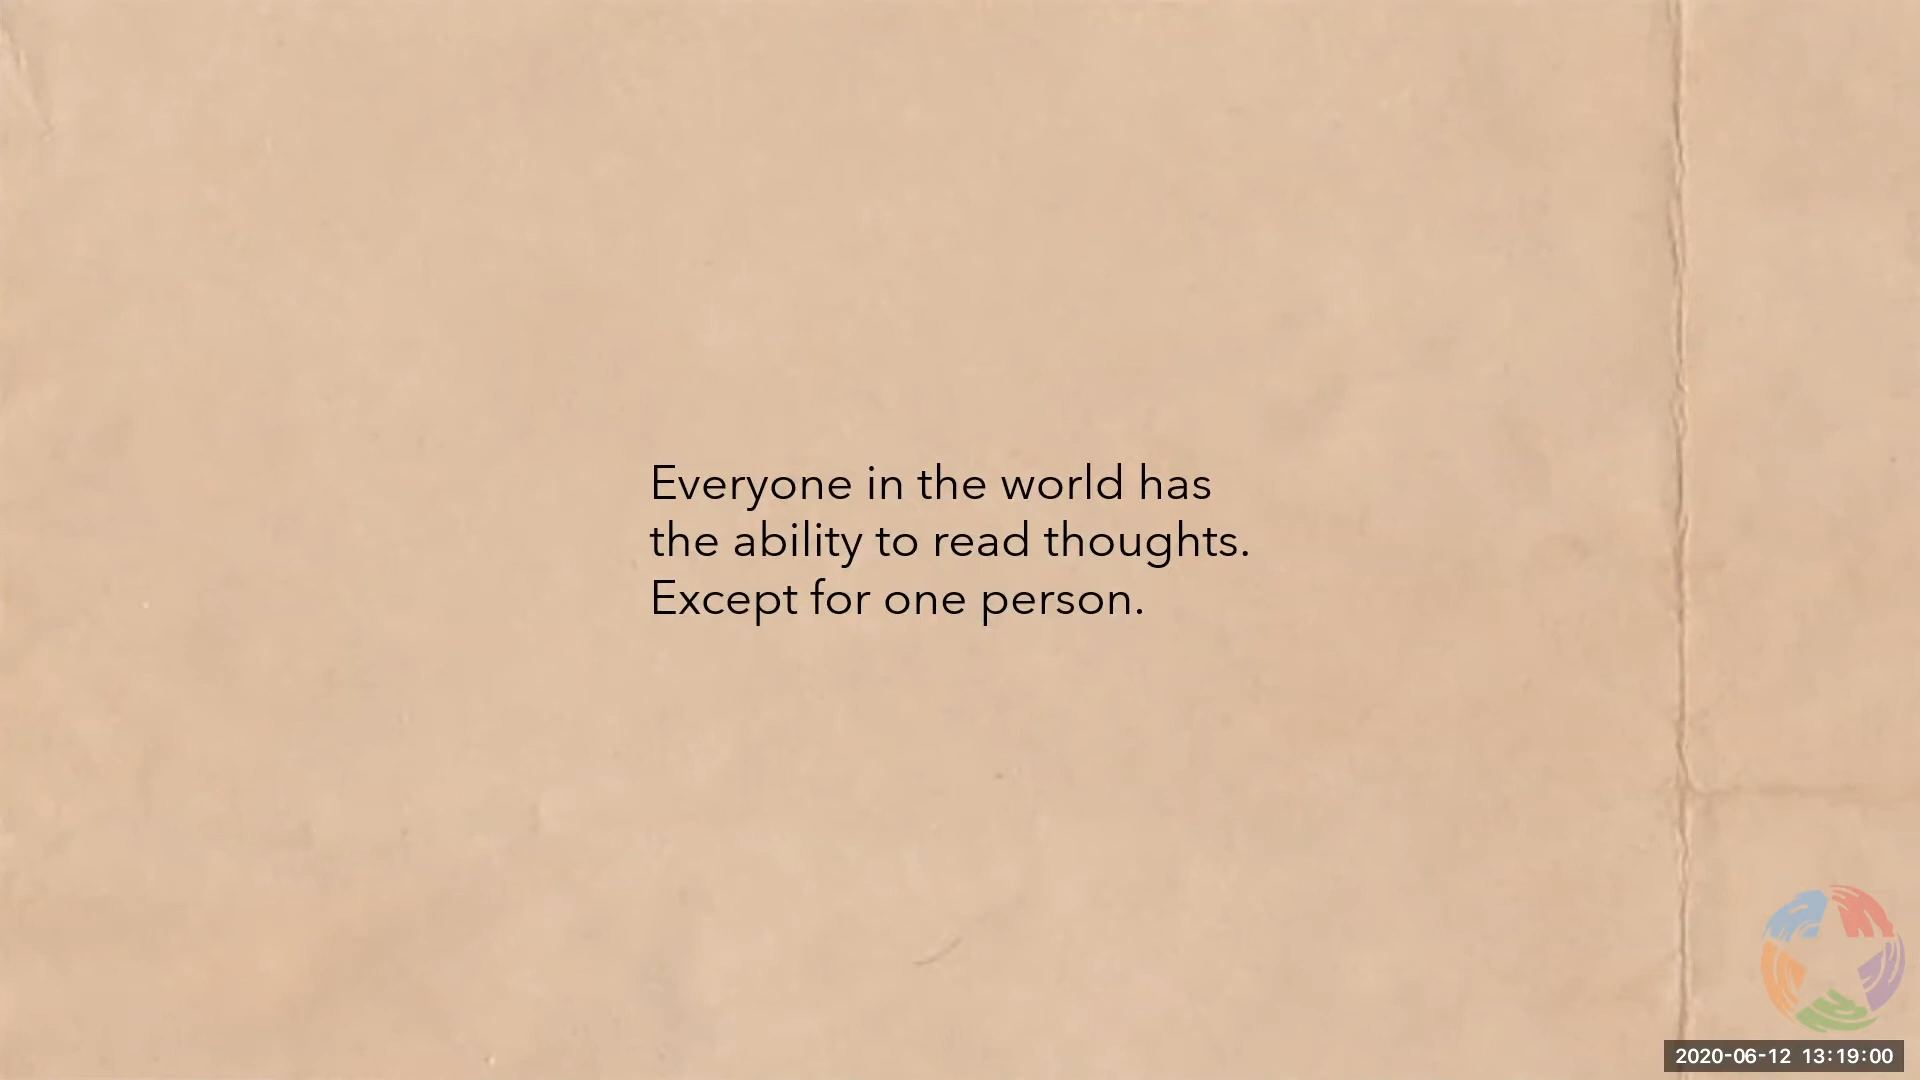 Everyone in the world has
the ability to read thoughts.
Except for one person.
2020-06-12 13:19:00